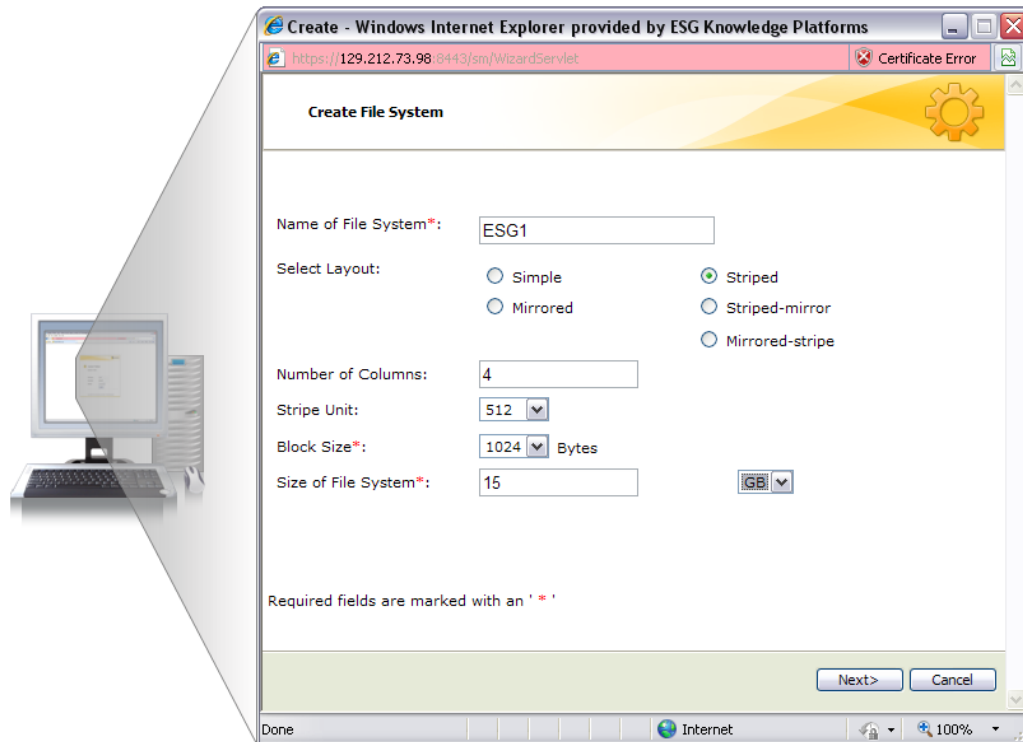 Create - Windows Internet Explorer provided by ESG Knowledge Platforms
https://129.212.73.98:8443/sm/WizardServlet Certificate Error
Create File System
Name of File System*: ESG1
Select Layout: Simple Striped
Mirrored Striped-mirror
Mirrored-stripe
Number of Columns: 4
Stripe Unit: 512
Block Size*: 1024 Bytes
Size of File System*: 15 GB
Required fields are marked with an ' * '
Next> Cancel
Done Internet 100%